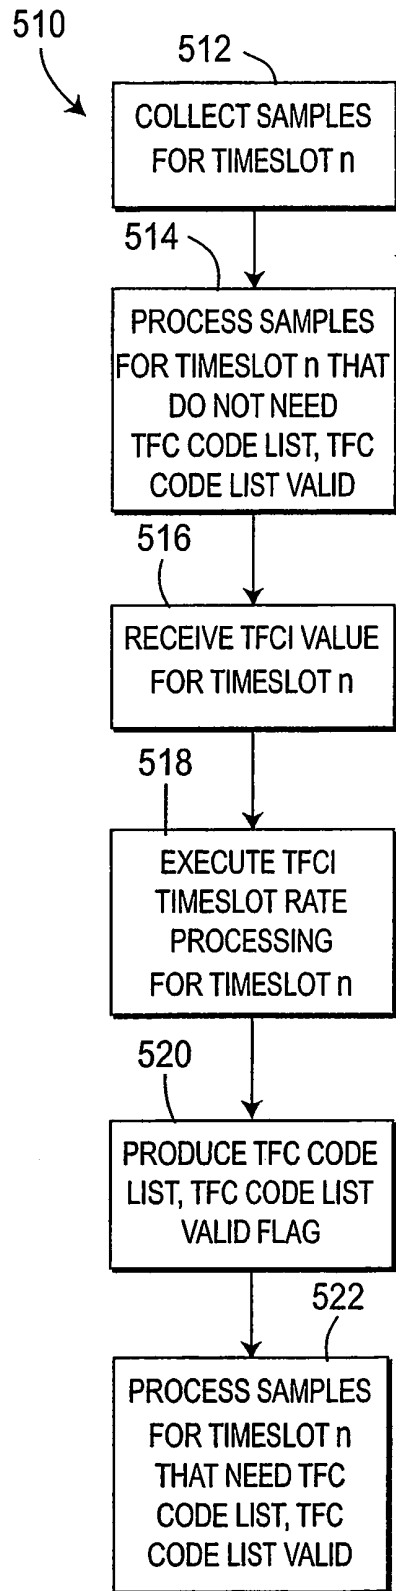 510
512
COLLECT SAMPLES
FOR TIMESLOT n
514
PROCESS SAMPLES
FOR TIMESLOT n THAT
DO NOT NEED
TFC CODE LIST, TFC
CODE LIST VALID
516
RECEIVE TFCI VALUE
FOR TIMESLOT n
518
EXECUTE TFCI
TIMESLOT RATE
PROCESSING
FOR TIMESLOT n
520
PRODUCE TFC CODE
LIST, TFC CODE LIST
VALID FLAG
522
PROCESS SAMPLES
FOR TIMESLOT n
THAT NEED TFC
CODE LIST, TFC
CODE LIST VALID